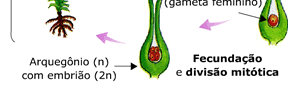 (gameta feminino)
Arquegônio (n)
com embrião (2n)
Fecundação
e divisão mitótica